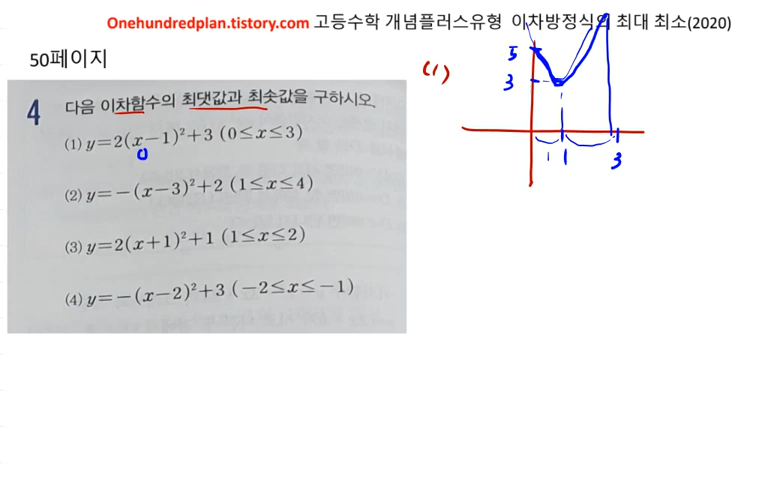 Onehundredplan.tistory.com 고등수학 개념플러스유형 이차방정식의 최대 최소(2020)
50페이지
4 다음 이차함수의 최댓값과 최솟값을 구하시오.
(1) y=2(x-1)²+3 (0≤x≤3)
0
(2) y=-(x-3)²+2 (1≤x≤4)
(3) y=2(x+1)²+1 (1≤x≤2)
(4) y=-(x-2)²+3 (-2≤x≤-1)
(1)
5
3
1 1 3